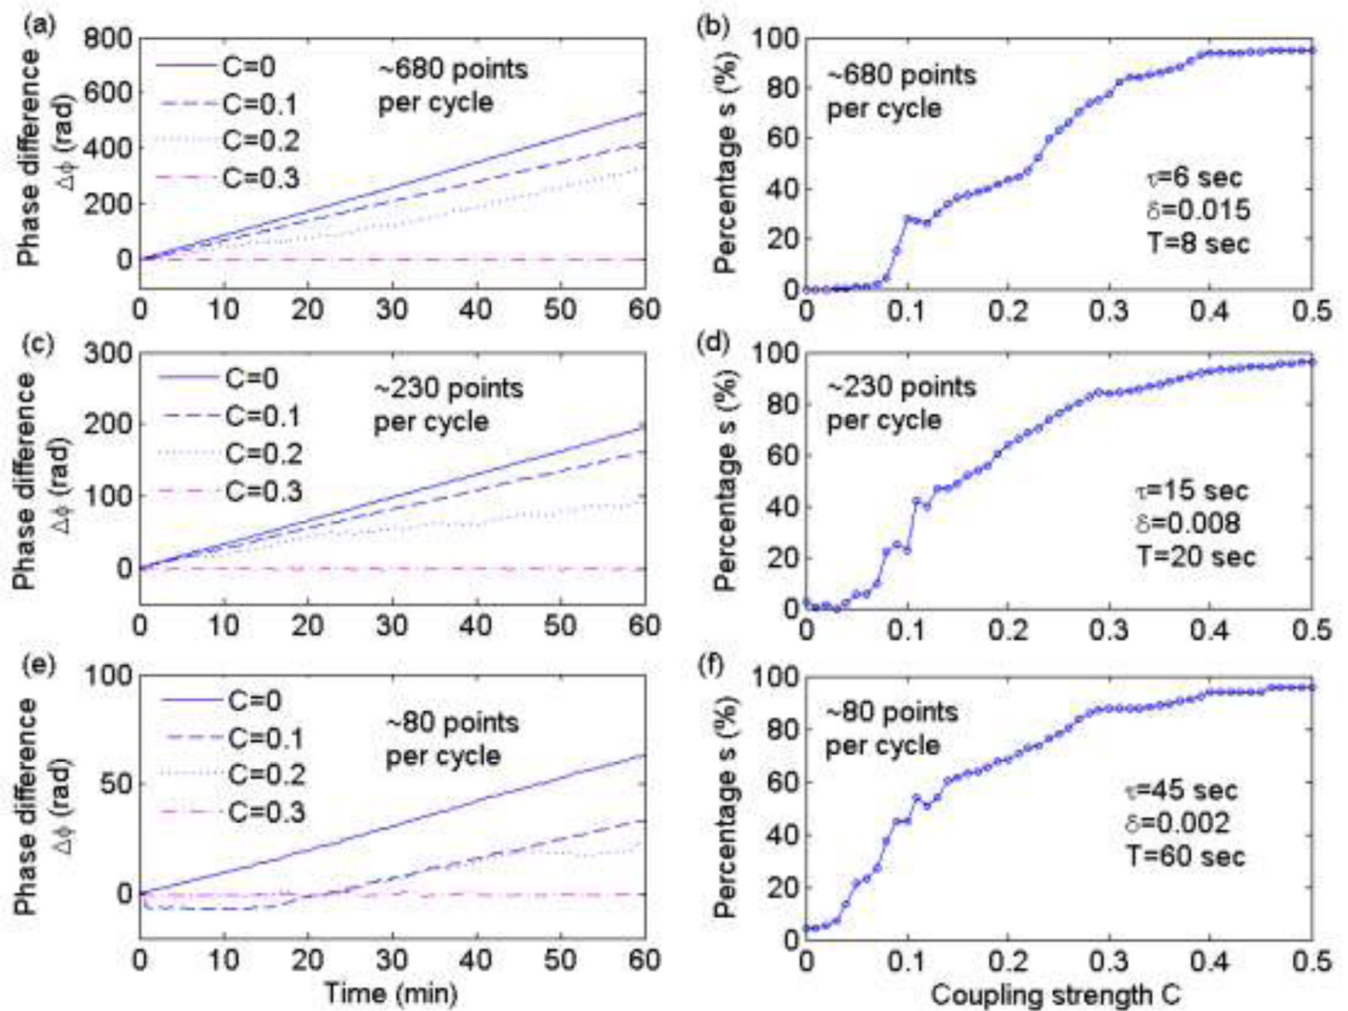 (a)
Phase difference
Δϕ (rad)
800
600
400
200
0
C=0
C=0.1
C=0.2
C=0.3
~680 points
per cycle
0 10 20 30 40 50 60
(b)
Percentage s (%)
100
80
60
40
20
0
~680 points
per cycle
τ=6 sec
δ=0.015
T=8 sec
0 0.1 0.2 0.3 0.4 0.5
(c)
Phase difference
Δϕ (rad)
300
200
100
0
C=0
C=0.1
C=0.2
C=0.3
~230 points
per cycle
0 10 20 30 40 50 60
(d)
Percentage s (%)
100
80
60
40
20
0
~230 points
per cycle
τ=15 sec
δ=0.008
T=20 sec
0 0.1 0.2 0.3 0.4 0.5
(e)
Phase difference
Δϕ (rad)
100
50
0
C=0
C=0.1
C=0.2
C=0.3
~80 points
per cycle
0 10 20 30 40 50 60
Time (min)
(f)
Percentage s (%)
100
80
60
40
20
0
~80 points
per cycle
τ=45 sec
δ=0.002
T=60 sec
0 0.1 0.2 0.3 0.4 0.5
Coupling strength C